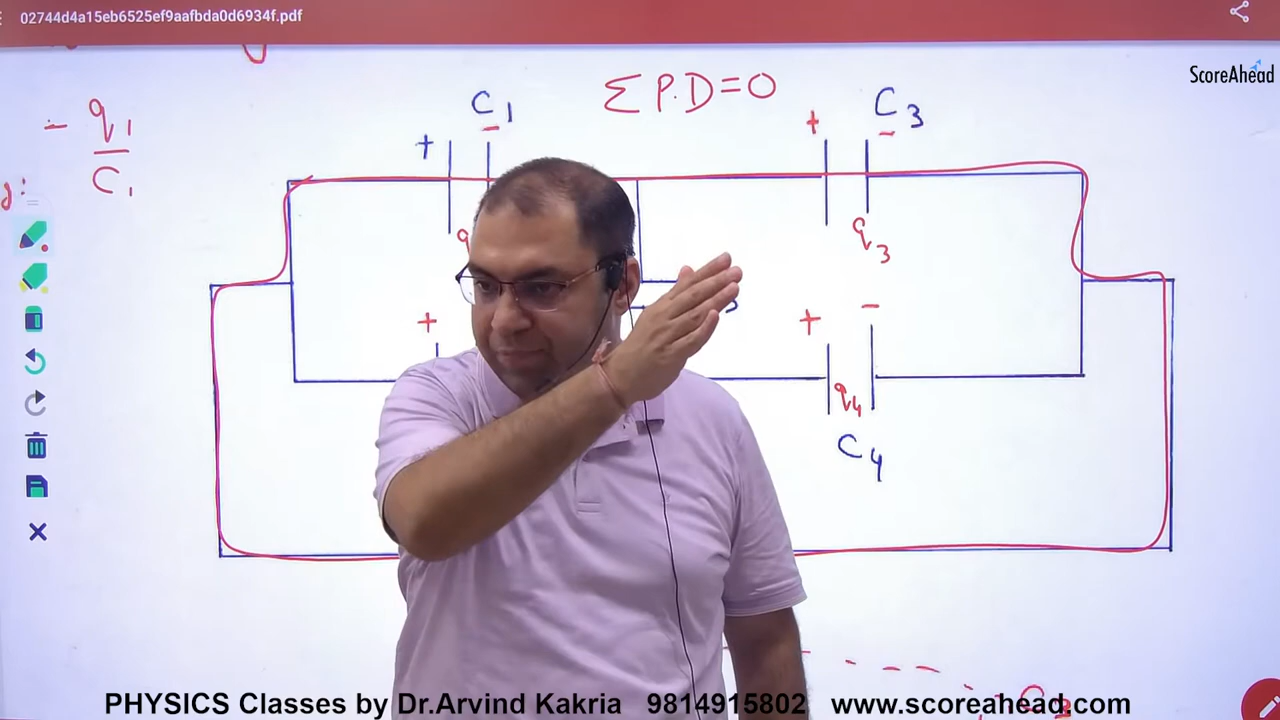 02744d4a15eb6525ef9aafbda0d6934f.pdf
ScoreAhead
Σ P.D=0
- q1
C1
C1
+ -
C3
+ -
q
q3
+
+ -
q4
C4
C2
PHYSICS Classes by Dr.Arvind Kakria 9814915802 www.scoreahead.com